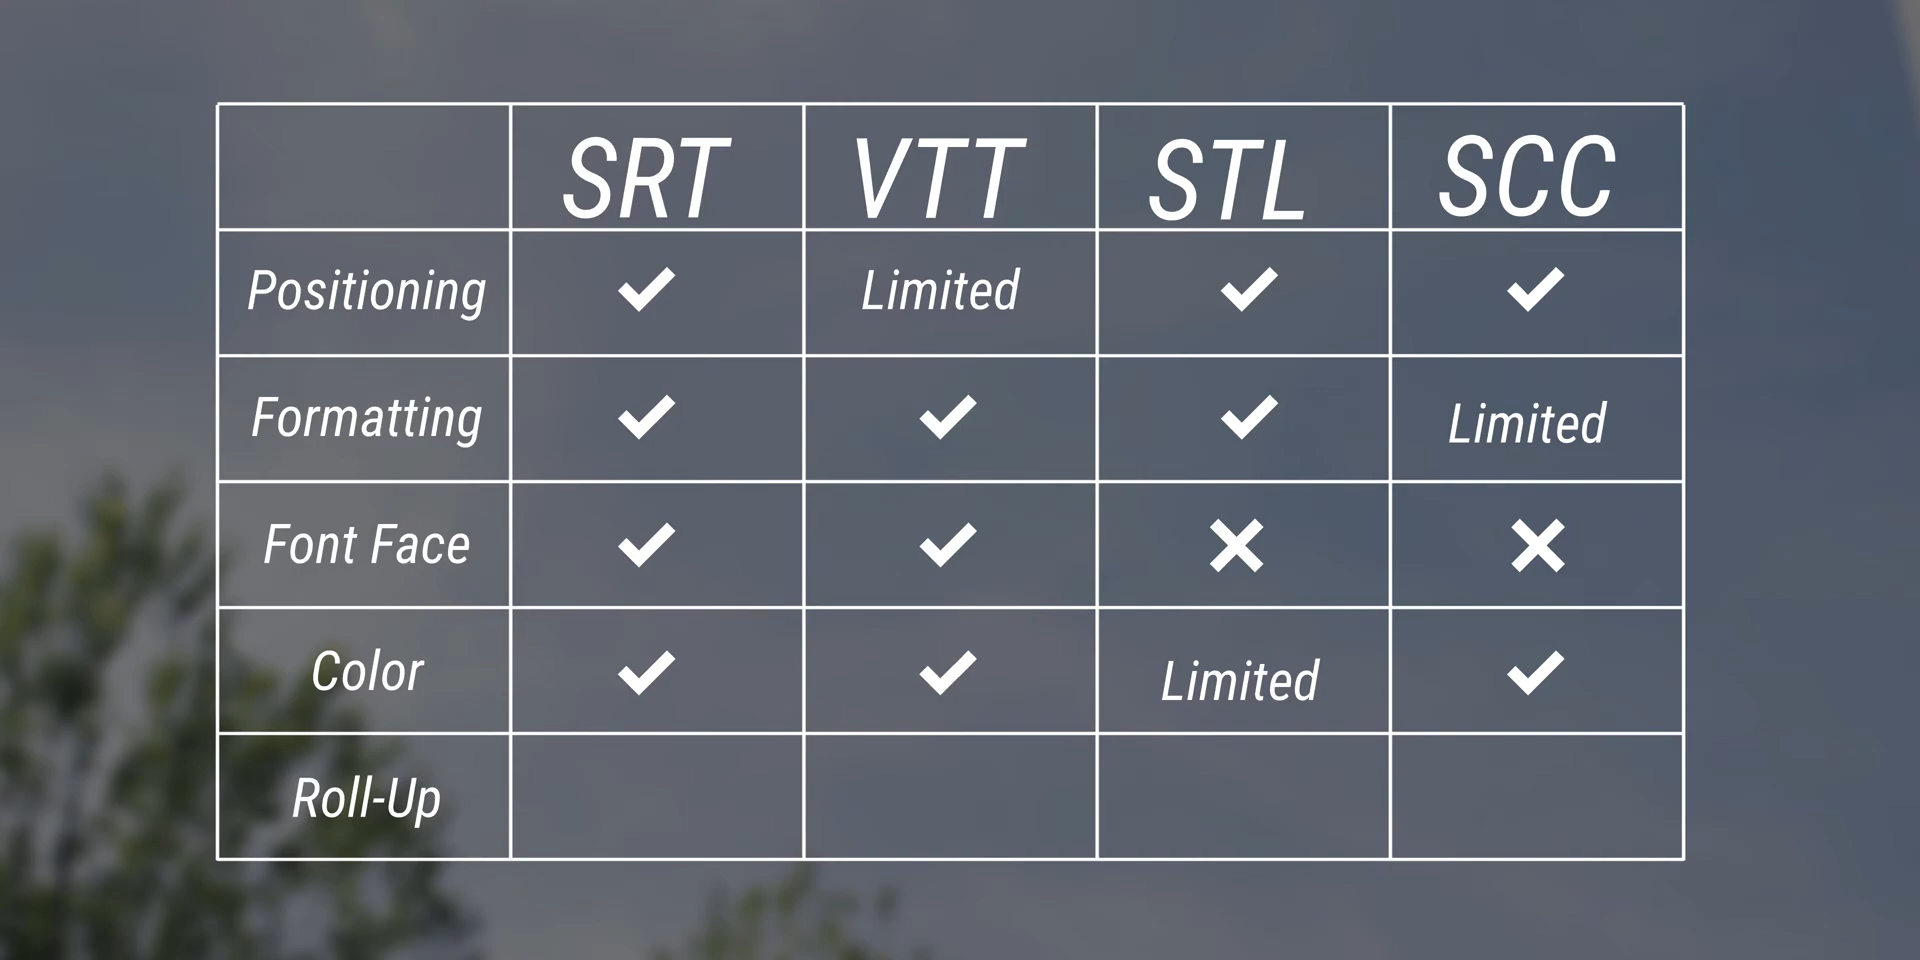 SRT VTT STL SCC
Positioning ✓ Limited ✓ ✓
Formatting ✓ ✓ ✓ Limited
Font Face ✓ ✓ ✕ ✕
Color ✓ ✓ Limited ✓
Roll-Up